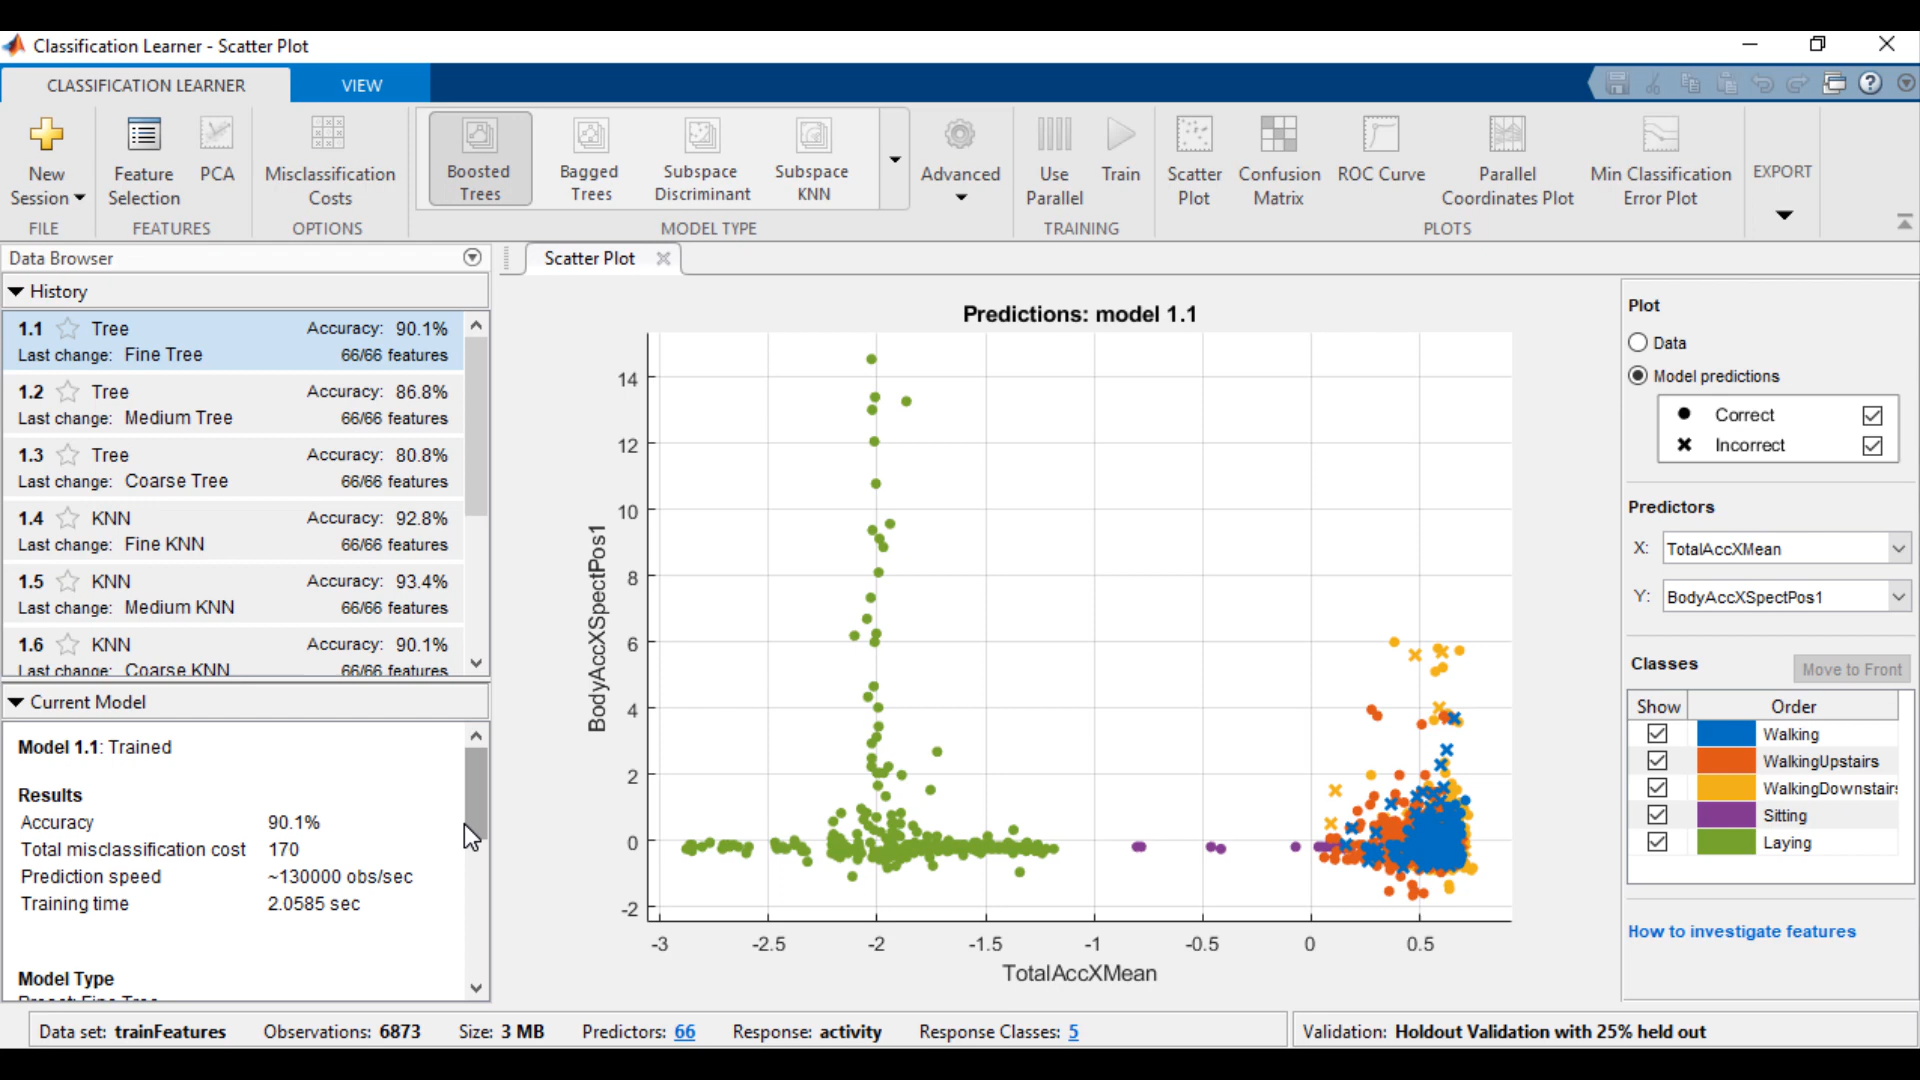 Classification Learner - Scatter Plot
CLASSIFICATION LEARNER
VIEW
New Session
Feature Selection
PCA
Misclassification Costs
Boosted Trees
Bagged Trees
Subspace Discriminant
Subspace KNN
Advanced
Use Parallel
Train
Scatter Plot
Confusion Matrix
ROC Curve
Parallel Coordinates Plot
Min Classification Error Plot
EXPORT
FILE
FEATURES
OPTIONS
MODEL TYPE
TRAINING
PLOTS
Data Browser
History
1.1 Tree Accuracy: 90.1%
Last change: Fine Tree 66/66 features
1.2 Tree Accuracy: 86.8%
Last change: Medium Tree 66/66 features
1.3 Tree Accuracy: 80.8%
Last change: Coarse Tree 66/66 features
1.4 KNN Accuracy: 92.8%
Last change: Fine KNN 66/66 features
1.5 KNN Accuracy: 93.4%
Last change: Medium KNN 66/66 features
1.6 KNN Accuracy: 90.1%
Last change: Coarse KNN 66/66 features
Current Model
Model 1.1: Trained
Results
Accuracy 90.1%
Total misclassification cost 170
Prediction speed ~130000 obs/sec
Training time 2.0585 sec
Model Type
Preset: Fine Tree
Scatter Plot
Predictions: model 1.1
BodyAccXSpectPos1
14
12
10
8
6
4
2
0
-2
-3 -2.5 -2 -1.5 -1 -0.5 0 0.5
TotalAccXMean
Plot
Data
Model predictions
Correct
Incorrect
Predictors
X: TotalAccXMean
Y: BodyAccXSpectPos1
Classes
Move to Front
Show Order
Walking
WalkingUpstairs
WalkingDownstairs
Sitting
Laying
How to investigate features
Data set: trainFeatures Observations: 6873 Size: 3 MB Predictors: 66 Response: activity Response Classes: 5
Validation: Holdout Validation with 25% held out